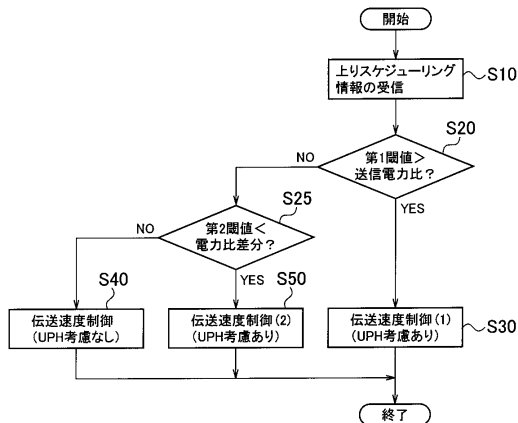 開始
上りスケジューリング
情報の受信
S10
第1閾値>
送信電力比?
S20
NO
YES
第2閾値<
電力比差分?
S25
NO
YES
伝送速度制御
(UPH考慮なし)
S40
伝送速度制御(2)
(UPH考慮あり)
S50
伝送速度制御(1)
(UPH考慮あり)
S30
終了